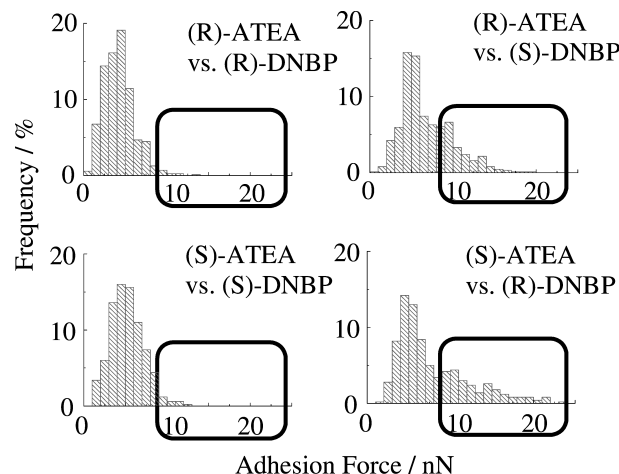 20
10
0
(R)-ATEA
vs. (R)-DNBP
0 10 20
20
10
0
(R)-ATEA
vs. (S)-DNBP
0 10 20
Frequency / %
20
10
0
(S)-ATEA
vs. (S)-DNBP
0 10 20
20
10
0
(S)-ATEA
vs. (R)-DNBP
0 10 20
Adhesion Force / nN